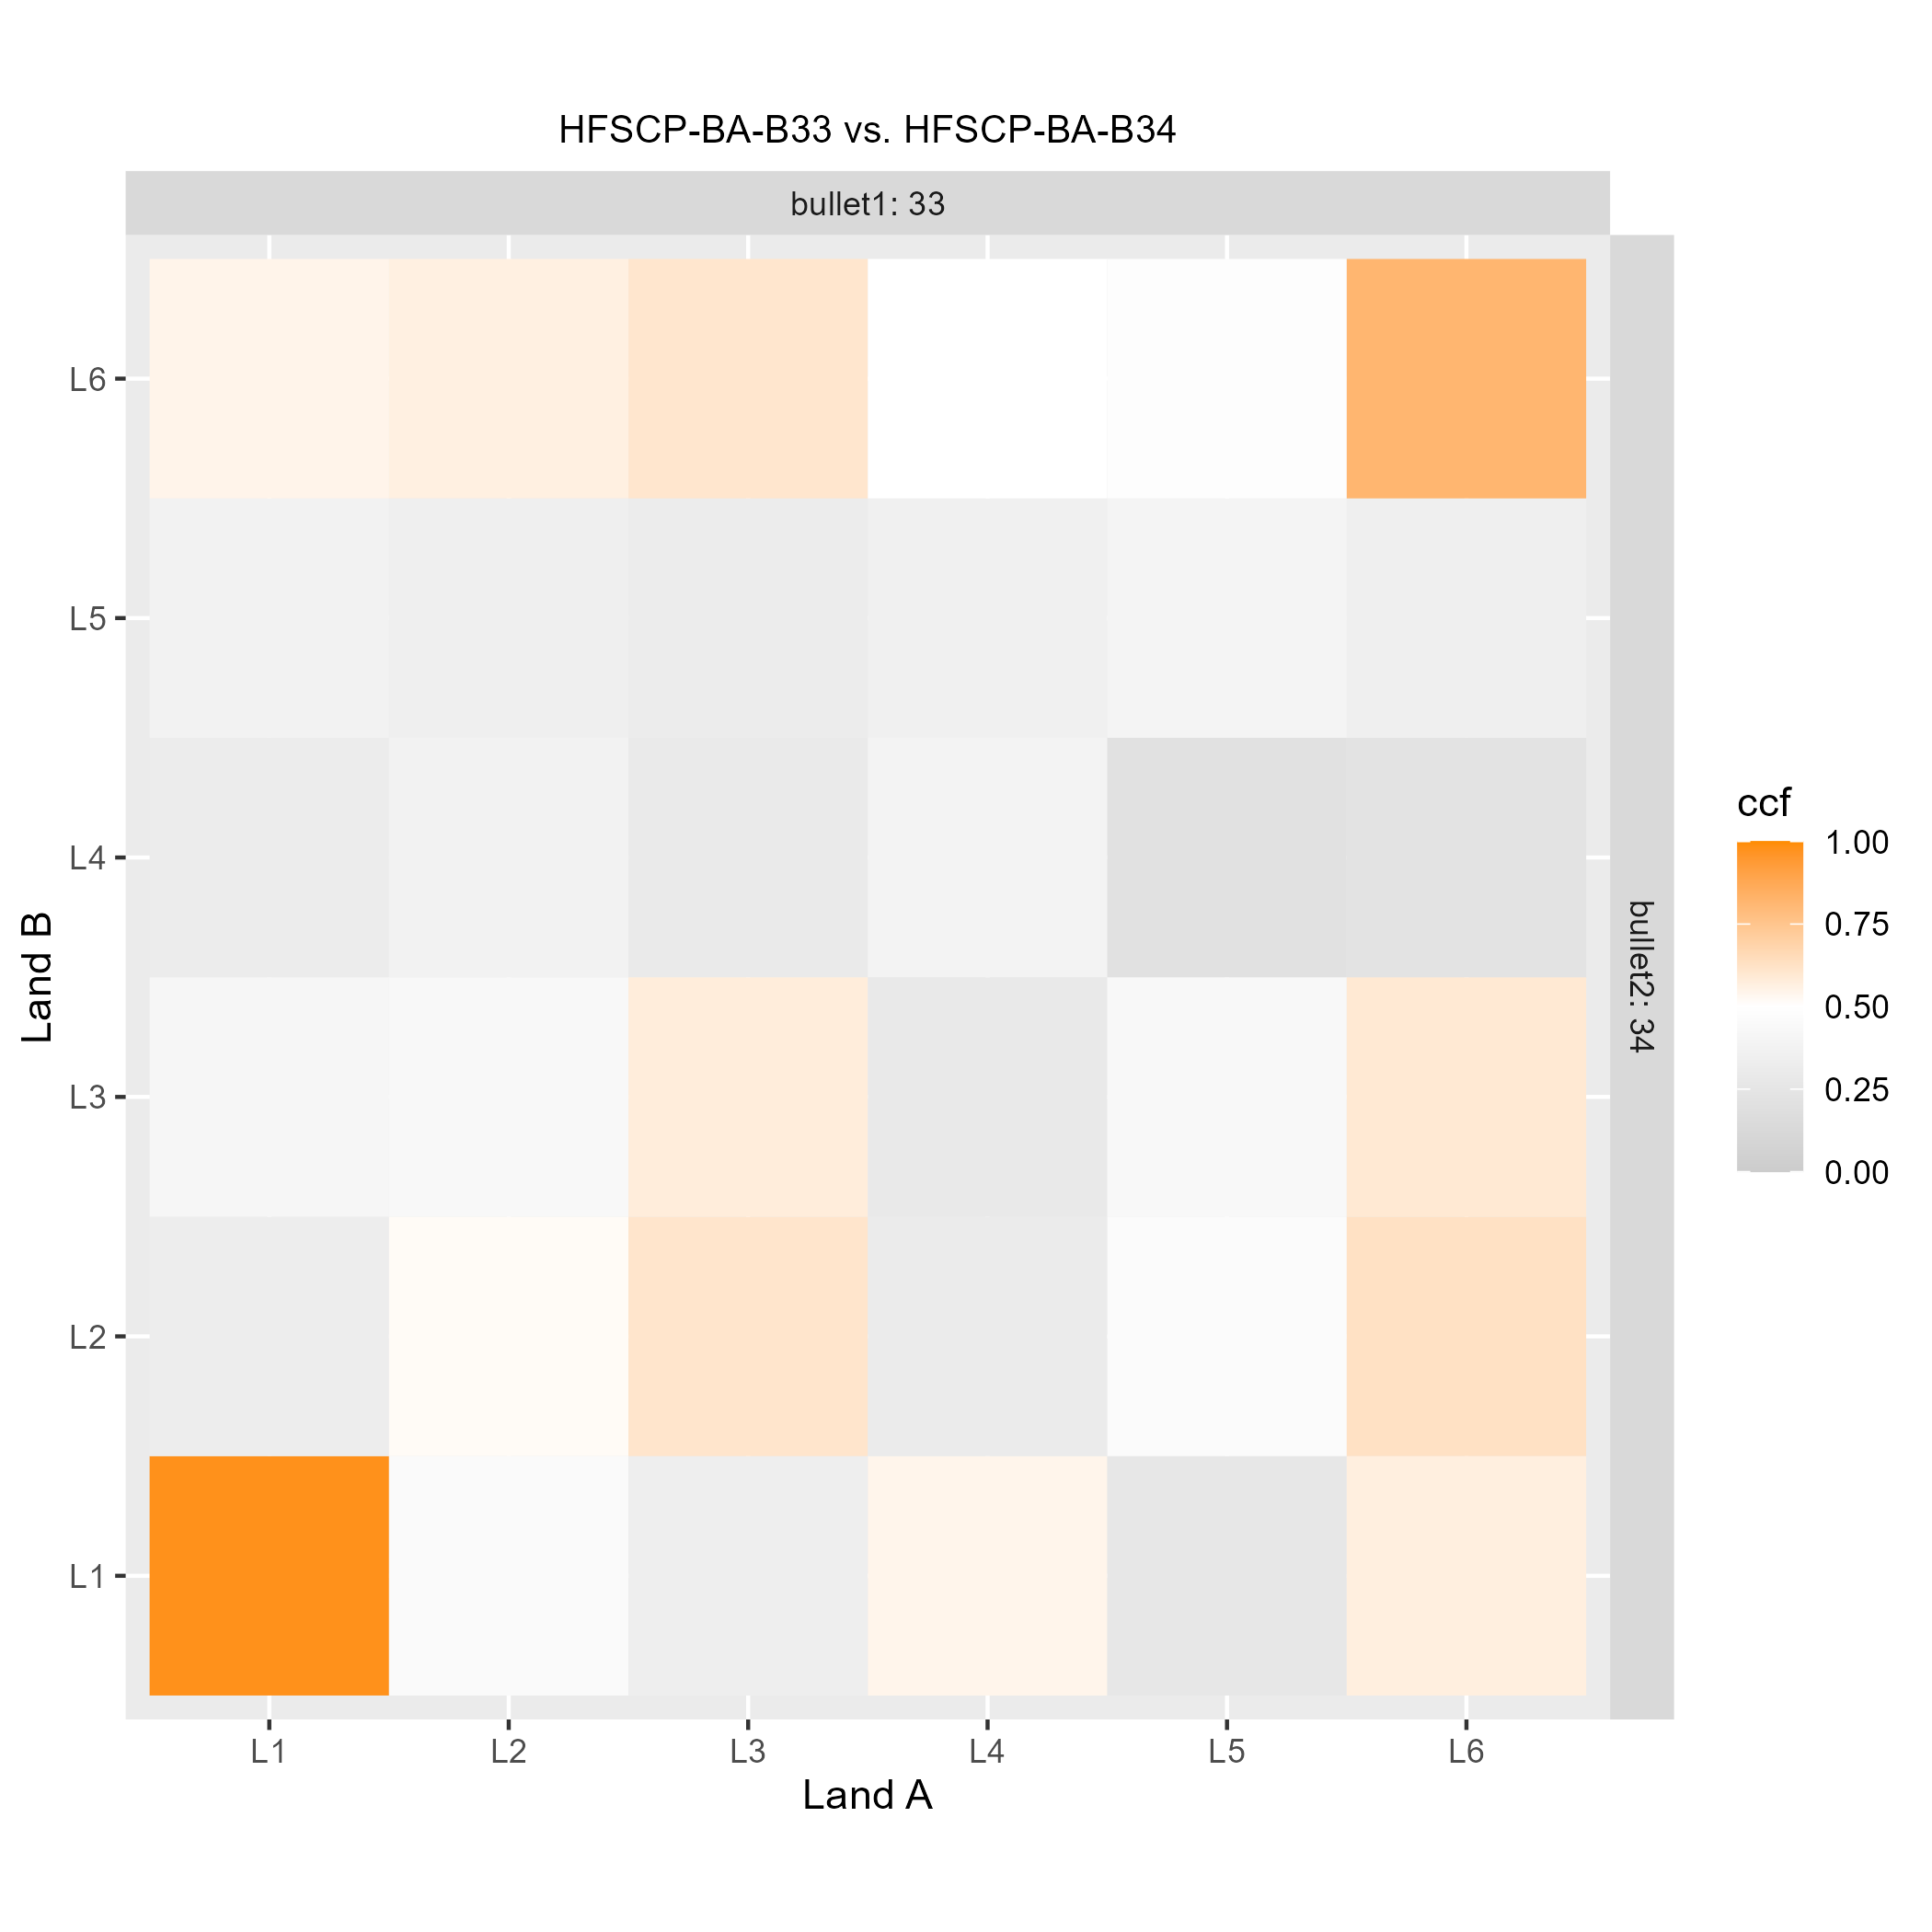 HFSCP-BA-B33 vs. HFSCP-BA-B34
bullet1: 33
L6
L5
L4
L3
L2
L1
Land B
bullet2: 34
ccf
1.00
0.75
0.50
0.25
0.00
L1 L2 L3 L4 L5 L6
Land A